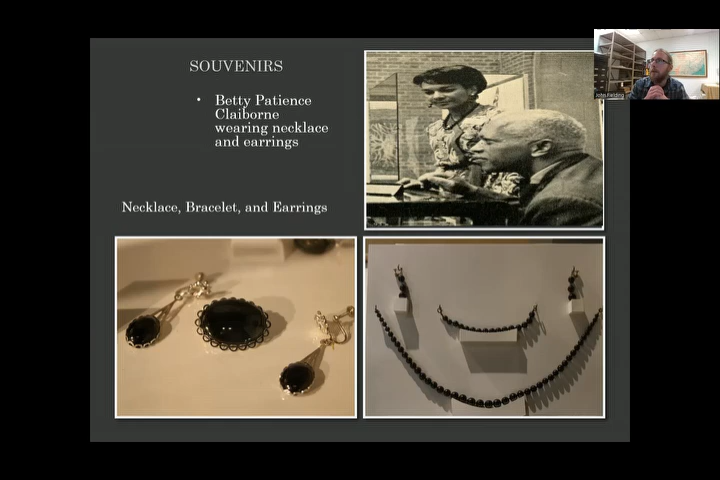 SOUVENIRS
• Betty Patience
Claiborne
wearing necklace
and earrings
Necklace, Bracelet, and Earrings
John Fielding